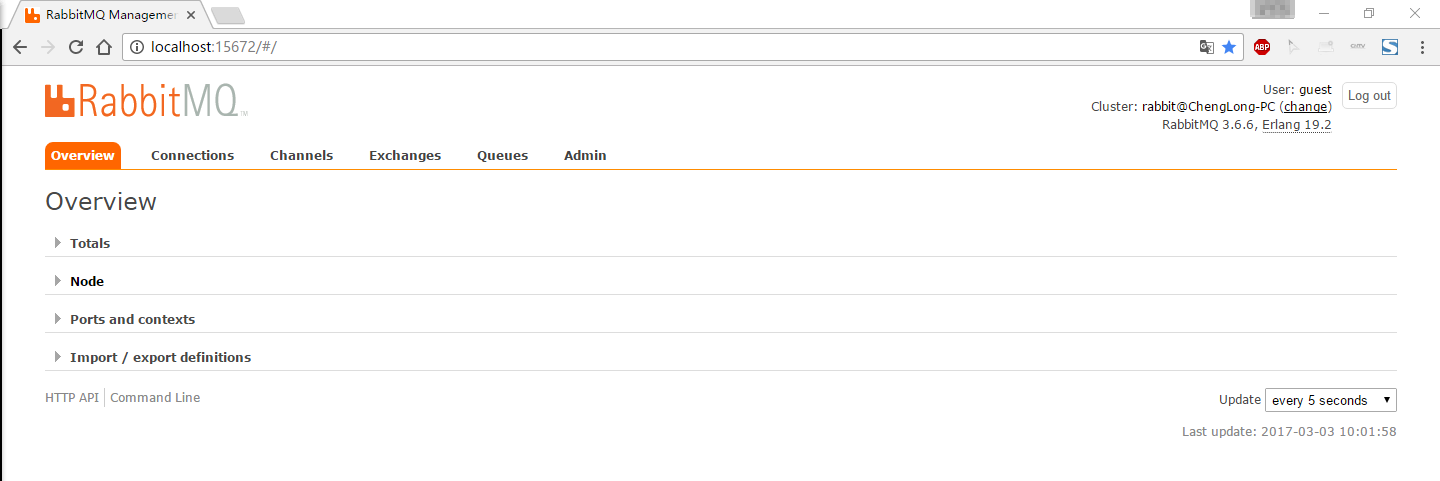 RabbitMQ Managemen
localhost:15672/#/
ABP
RabbitMQ™
User: guest
Cluster: rabbit@ChengLong-PC (change)
RabbitMQ 3.6.6, Erlang 19.2
Log out
Overview Connections Channels Exchanges Queues Admin
Overview
Totals
Node
Ports and contexts
Import / export definitions
HTTP API Command Line
Update every 5 seconds
Last update: 2017-03-03 10:01:58